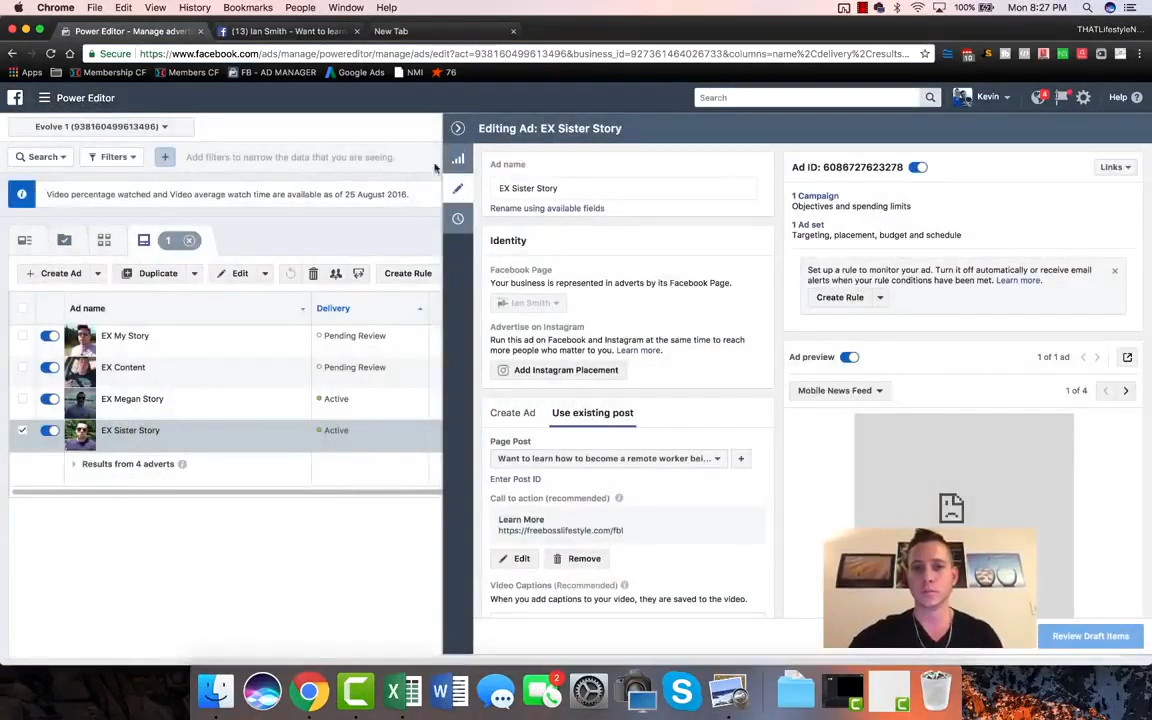 Chrome File Edit View History Bookmarks People Window Help 100% Mon 8:27 PM
Power Editor - Manage adverti × (13) Ian Smith - Want to learn × New Tab × THATLifestyleN...
Secure https://www.facebook.com/ads/manage/powereditor/manage/ads/edit?act=938160499613496&business_id=927361464026733&columns=name%2Cdelivery%2Cresults...
Apps Membership CF Members CF FB - AD MANAGER Google Ads NMI 76
Power Editor Search Kevin 4 Help
Evolve 1 (938160499613496)
Search Filters + Add filters to narrow the data that you are seeing.
Video percentage watched and Video average watch time are available as of 25 August 2016.
1
+ Create Ad Duplicate Edit Create Rule
Ad name Delivery
EX My Story Pending Review
EX Content Pending Review
EX Megan Story Active
EX Sister Story Active
Results from 4 adverts
Editing Ad: EX Sister Story
Ad name
EX Sister Story
Rename using available fields
Identity
Facebook Page
Your business is represented in adverts by its Facebook Page.
Ian Smith
Advertise on Instagram
Run this ad on Facebook and Instagram at the same time to reach
more people who matter to you. Learn more.
Add Instagram Placement
Create Ad Use existing post
Page Post
Want to learn how to become a remote worker bei... +
Enter Post ID
Call to action (recommended)
Learn More
https://freebosslifestyle.com/fbl
Edit Remove
Video Captions (Recommended)
When you add captions to your video, they are saved to the video.
Ad ID: 6086727623278 Links
1 Campaign
Objectives and spending limits
1 Ad set
Targeting, placement, budget and schedule
Set up a rule to monitor your ad. Turn it off automatically or receive email
alerts when your rule conditions have been met. Learn more.
Create Rule
Ad preview 1 of 1 ad
Mobile News Feed 1 of 4
Review Draft Items
2